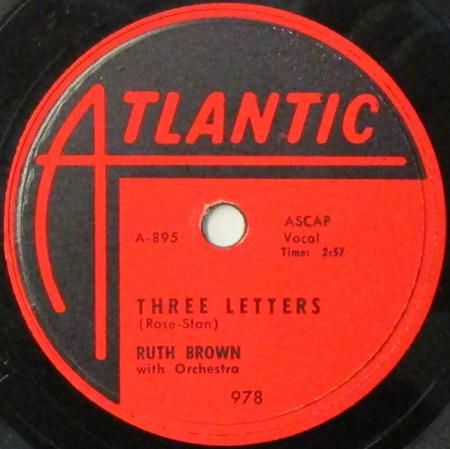 ATLANTIC
A-895
ASCAP
Vocal
Time: 2:57
THREE LETTERS
(Rose-Stan)
RUTH BROWN
with Orchestra
978